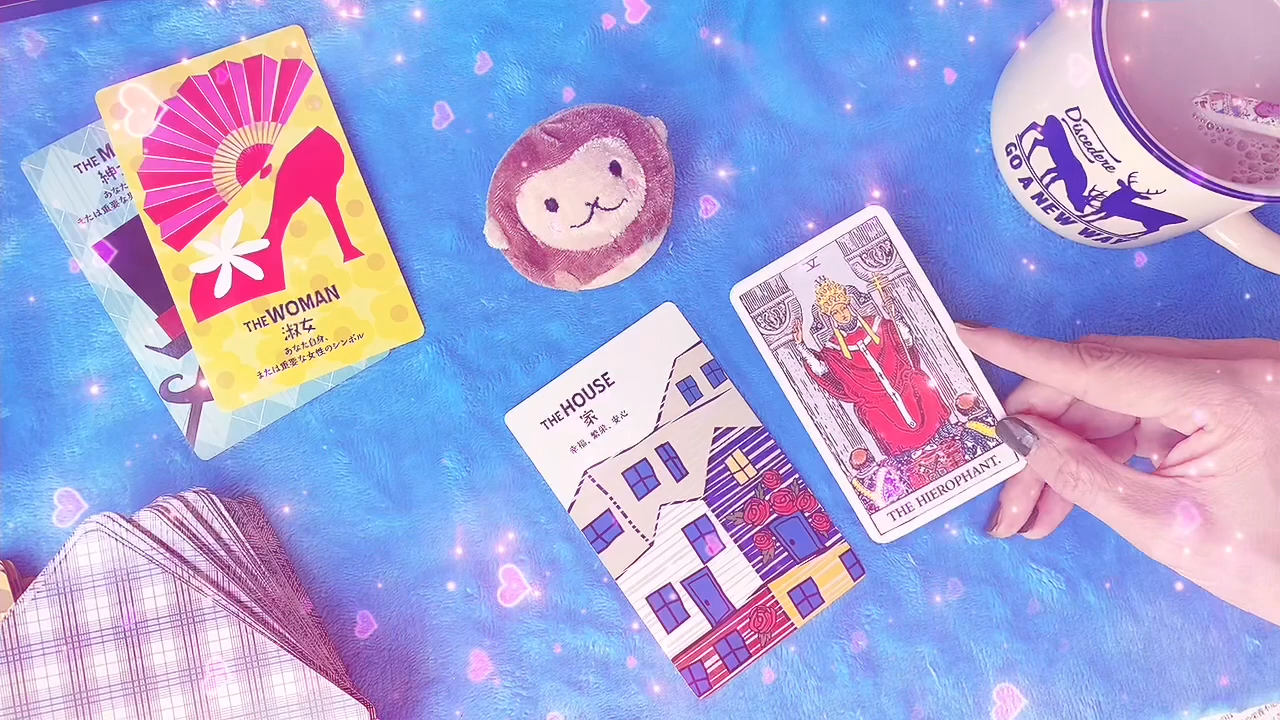 THE M
紳
あなた
または重要な男
THE WOMAN
淑女
あなた自身、
または重要な女性のシンボル
THE HOUSE
家
幸福、繁栄、安心
V
THE HIEROPHANT.
Discedere
GO A NEW WAY